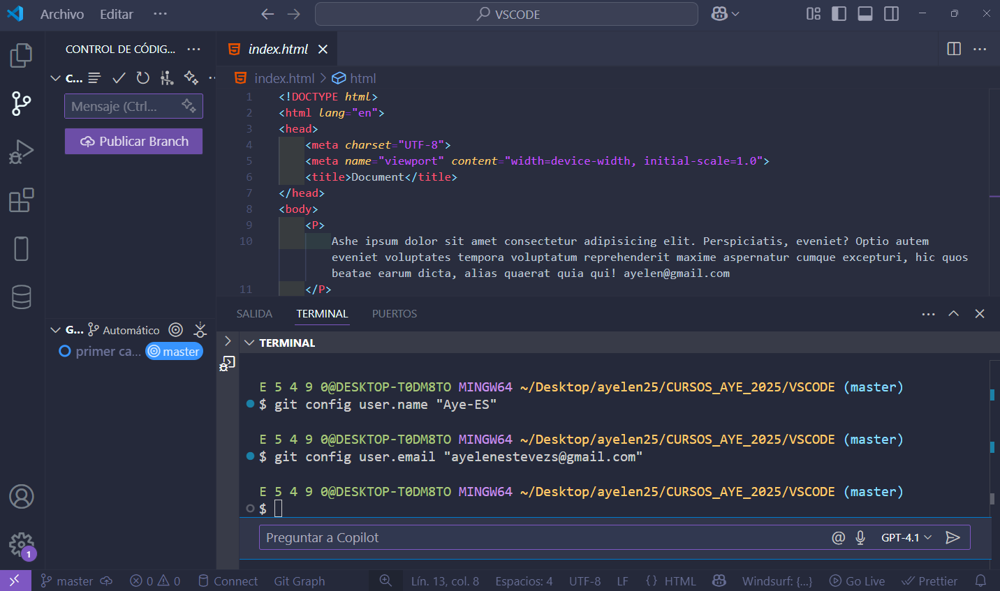 Archivo Editar ···
VSCODE
CONTROL DE CÓDIG... ···
index.html
C...
Mensaje (Ctrl...
Publicar Branch
index.html > html
1 <!DOCTYPE html>
2 <html lang="en">
3 <head>
4 <meta charset="UTF-8">
5 <meta name="viewport" content="width=device-width, initial-scale=1.0">
6 <title>Document</title>
7 </head>
8 <body>
9 <P>
10 Ashe ipsum dolor sit amet consectetur adipisicing elit. Perspiciatis, eveniet? Optio autem
eveniet voluptates tempora voluptatum reprehenderit maxime aspernatur cumque excepturi, hic quos
beatae earum dicta, alias quaerat quia qui! ayelen@gmail.com
11 </P>
SALIDA TERMINAL PUERTOS
G... Automático
primer ca... master
TERMINAL
E 5 4 9 0@DESKTOP-T0DM8TO MINGW64 ~/Desktop/ayelen25/CURSOS_AYE_2025/VSCODE (master)
$ git config user.name "Aye-ES"
E 5 4 9 0@DESKTOP-T0DM8TO MINGW64 ~/Desktop/ayelen25/CURSOS_AYE_2025/VSCODE (master)
$ git config user.email "ayelenestevezs@gmail.com"
E 5 4 9 0@DESKTOP-T0DM8TO MINGW64 ~/Desktop/ayelen25/CURSOS_AYE_2025/VSCODE (master)
$
Preguntar a Copilot @ GPT-4.1
1
master 0 0 Connect Git Graph Lín. 13, col. 8 Espacios: 4 UTF-8 LF {} HTML Windsurf: {...} Go Live Prettier